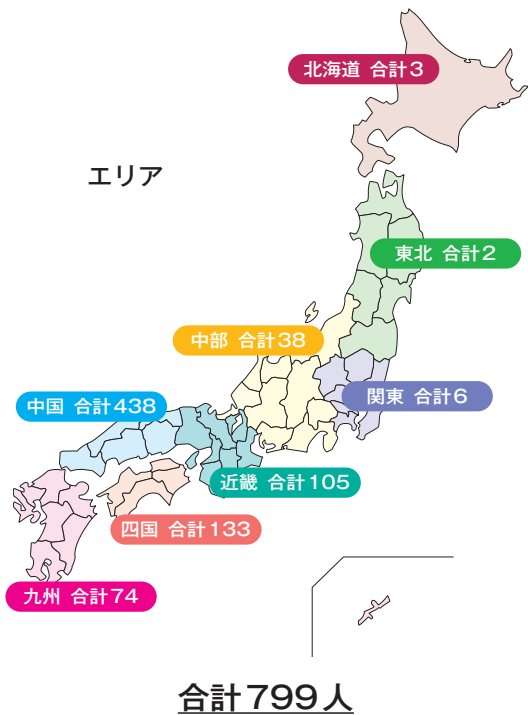 北海道 合計3
エリア
東北 合計2
中部 合計38
関東 合計6
中国 合計438
近畿 合計105
四国 合計133
九州 合計74
合計799人